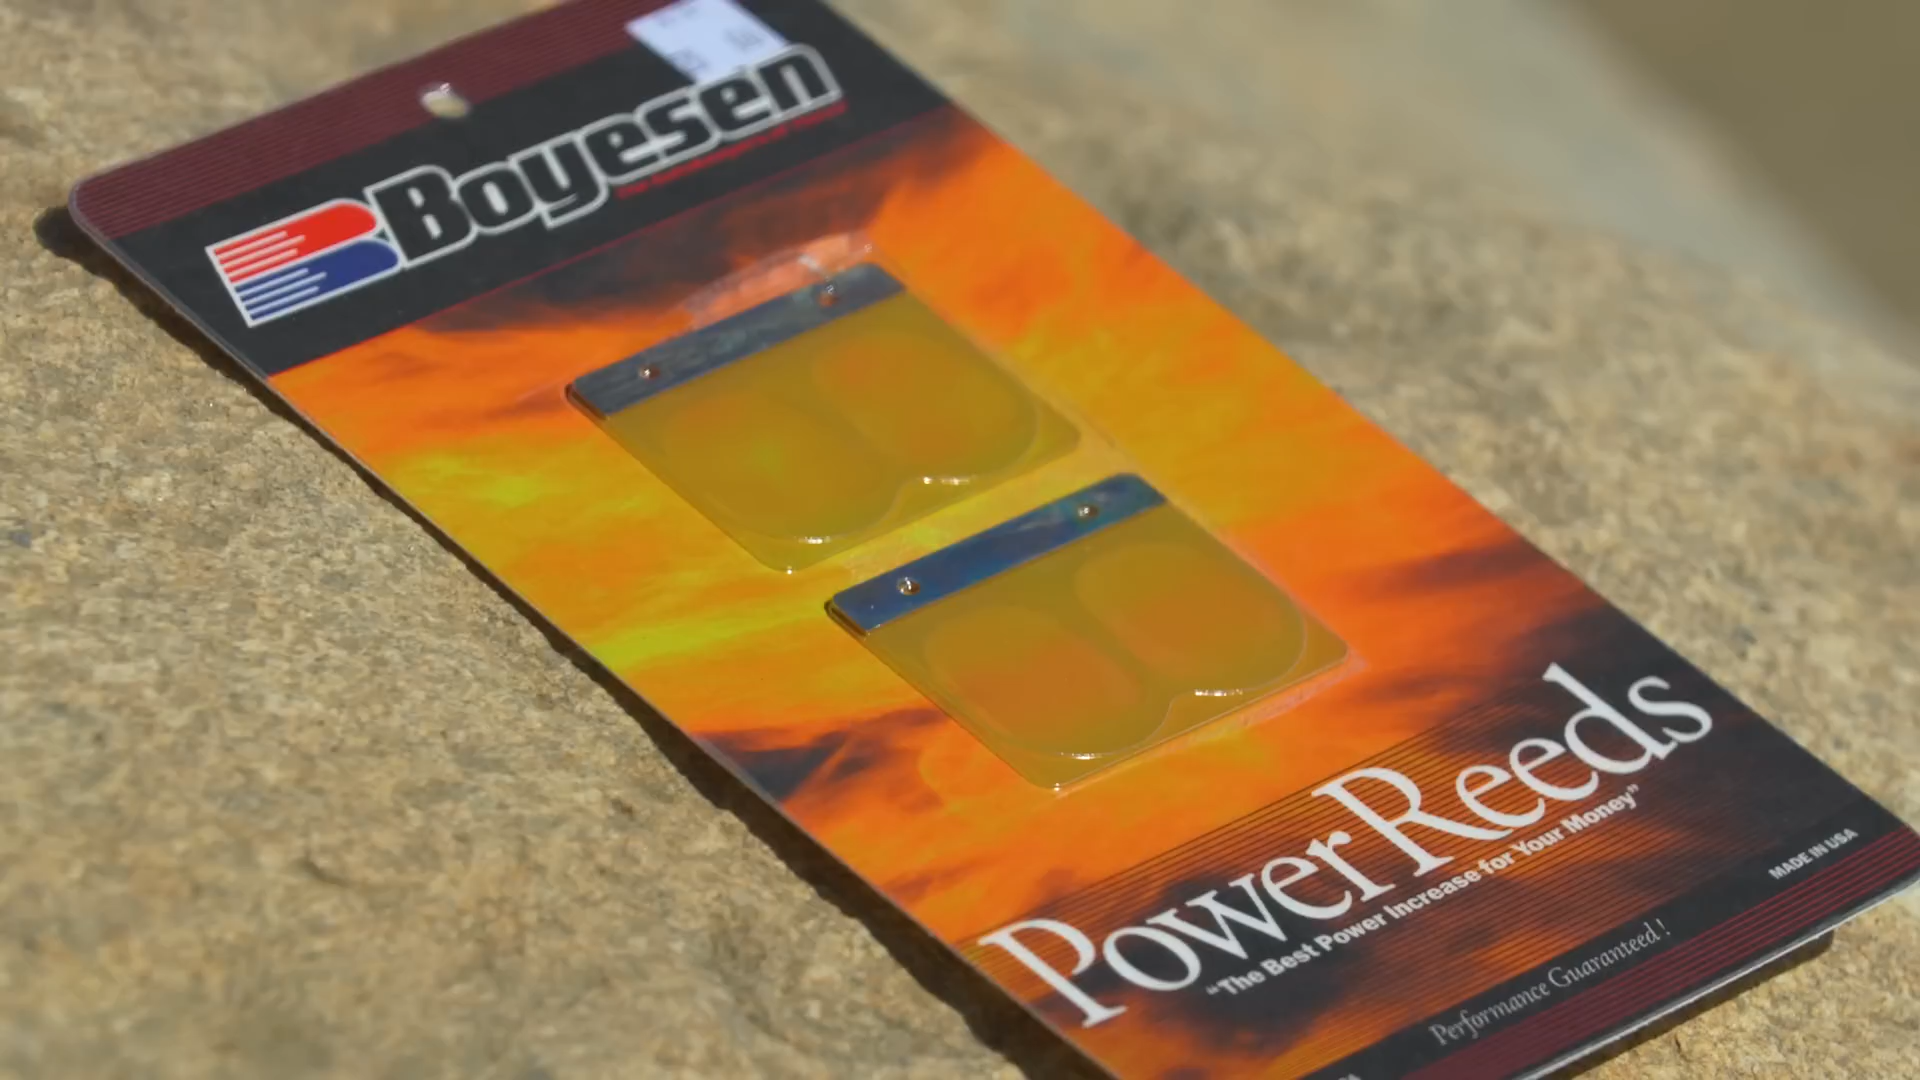 Boyesen
PowerReeds
"The Best Power Increase for Your Money"
MADE IN USA
Performance Guaranteed!